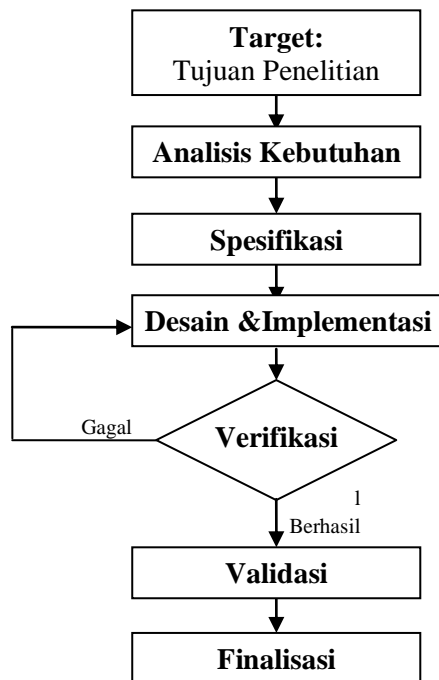 Target:
Tujuan Penelitian
Analisis Kebutuhan
Spesifikasi
Desain &Implementasi
Gagal
Verifikasi
l
Berhasil
Validasi
Finalisasi